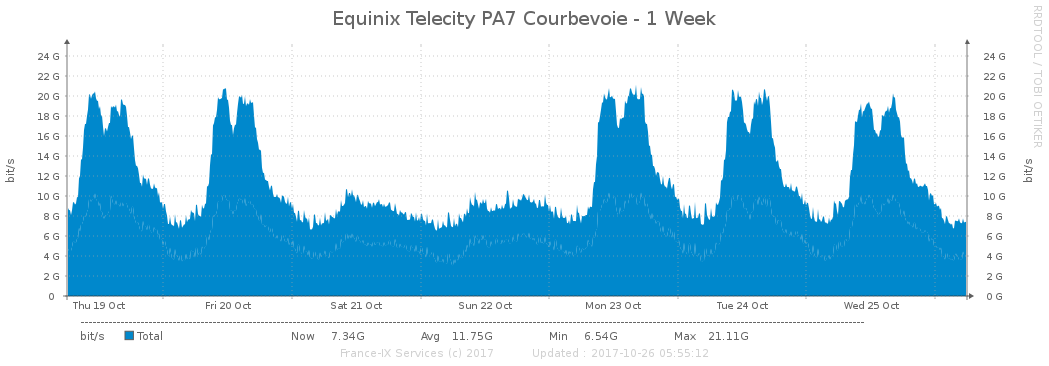 Equinix Telecity PA7 Courbevoie - 1 Week
RRDTOOL / TOBI OETIKER
bit/s
24 G 24 G
22 G 22 G
20 G 20 G
18 G 18 G
16 G 16 G
14 G 14 G
12 G 12 G
10 G 10 G
8 G 8 G
6 G 6 G
4 G 4 G
2 G 2 G
0 0 G
bit/s
Thu 19 Oct Fri 20 Oct Sat 21 Oct Sun 22 Oct Mon 23 Oct Tue 24 Oct Wed 25 Oct
bit/s Total Now 7.34G Avg 11.75G Min 6.54G Max 21.11G
France-IX Services (c) 2017 Updated : 2017-10-26 05:55:12